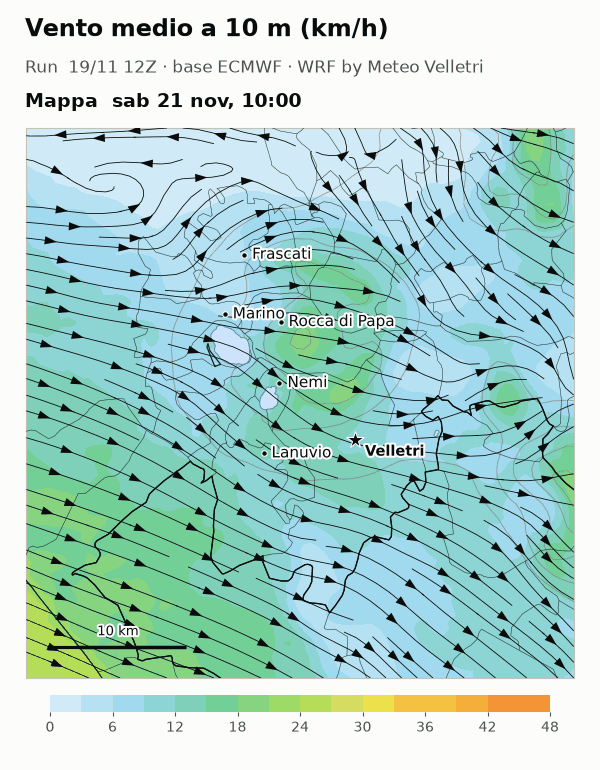 Vento medio a 10 m (km/h)
Run  19/11 12Z · base ECMWF · WRF by Meteo Velletri
Mappa  sab 21 nov, 10:00
Frascati
Marino
Rocca di Papa
Nemi
Velletri
Lanuvio
10 km
0 6 12 18 24 30 36 42 48